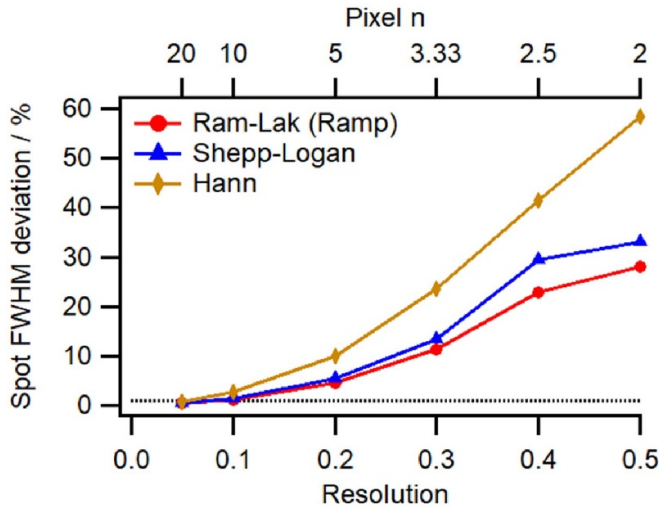 Pixel n
20 10 5 3.33 2.5 2
Spot FWHM deviation / %
60
50
40
30
20
10
0
Ram-Lak (Ramp)
Shepp-Logan
Hann
0.0 0.1 0.2 0.3 0.4 0.5
Resolution